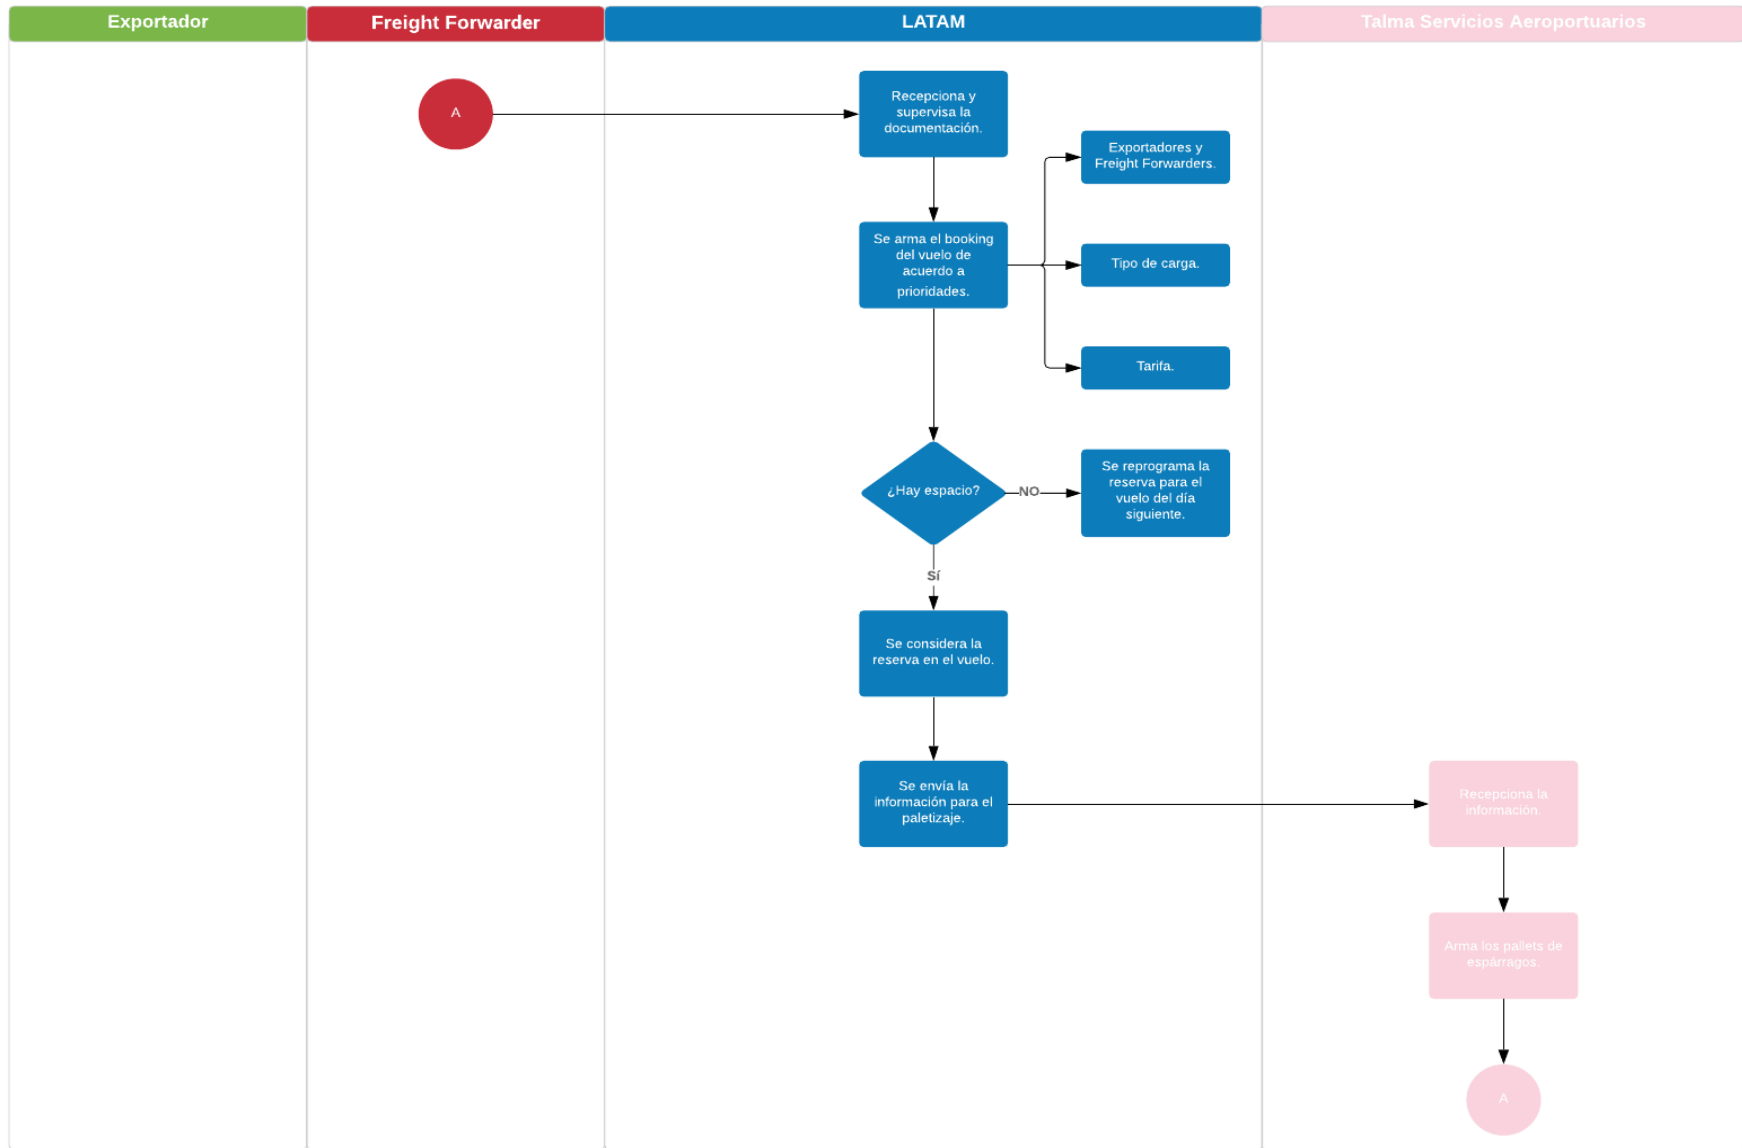 Exportador
Freight Forwarder
LATAM
Talma Servicios Aeroportuarios
A
Recepciona y
supervisa la
documentación.
Exportadores y
Freight Forwarders.
Se arma el booking
del vuelo de
acuerdo a
prioridades.
Tipo de carga.
Tarifa.
¿Hay espacio?
NO
Se reprograma la
reserva para el
vuelo del día
siguiente.
Sí
Se considera la
reserva en el vuelo.
Se envía la
información para el
paletizaje.
Recepciona la
información.
Arma los pallets de
espárragos.
A